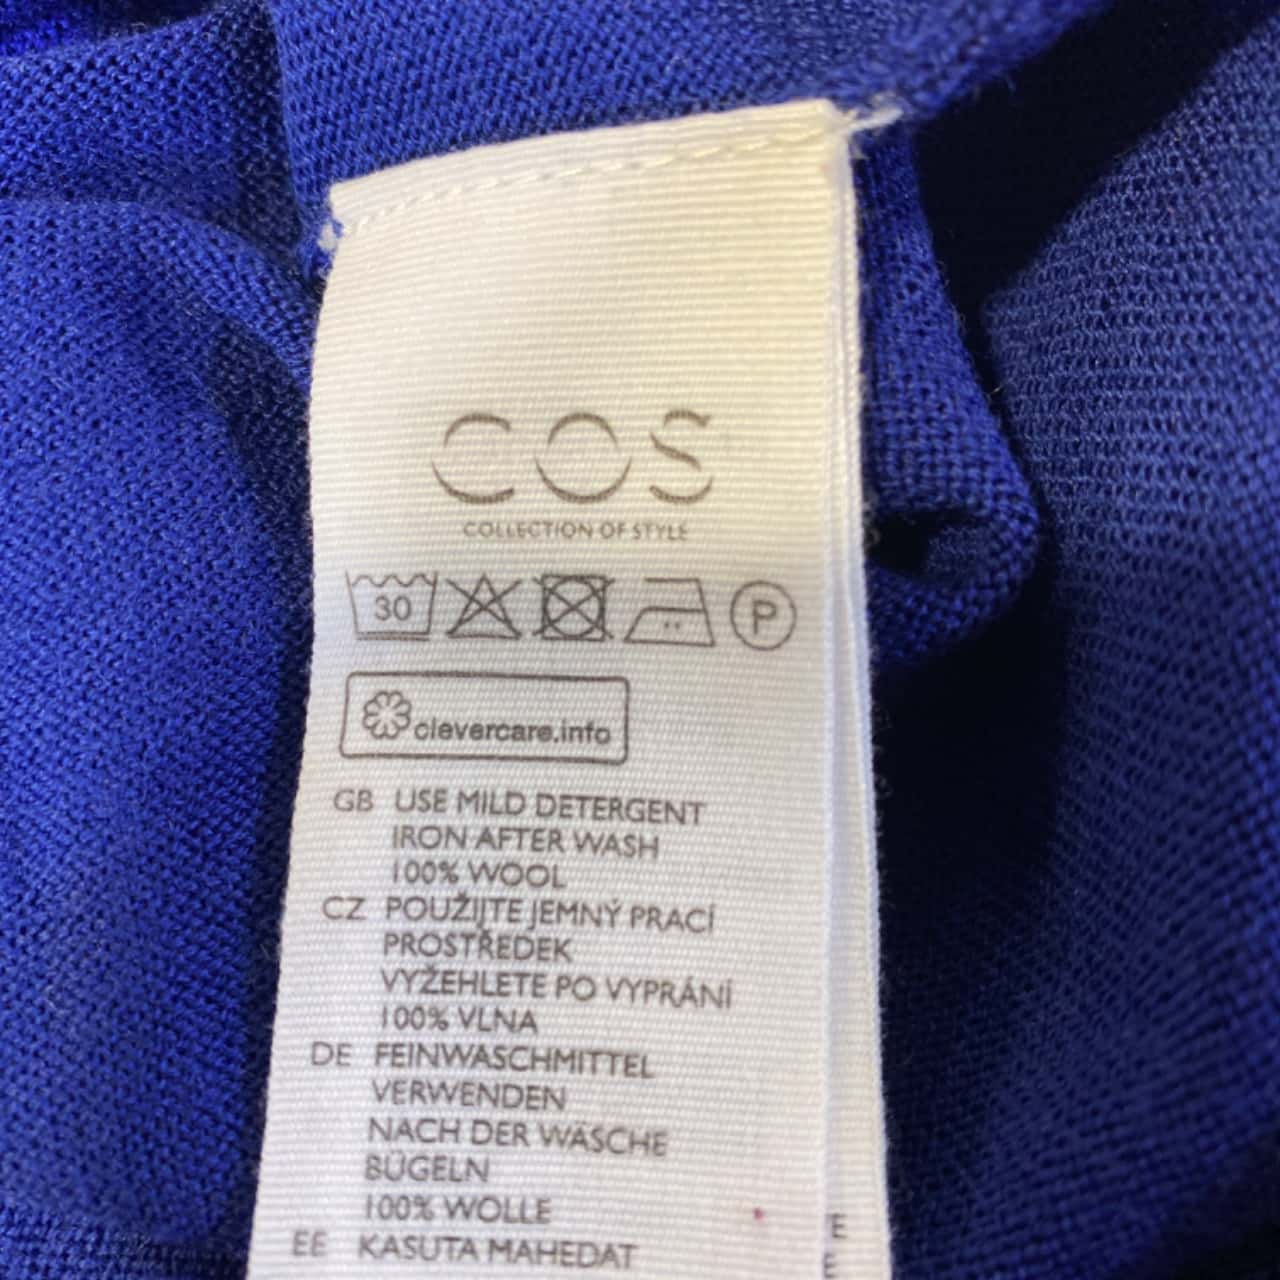 COS
COLLECTION OF STYLE
30 P
clevercare.info
GB USE MILD DETERGENT
IRON AFTER WASH
100% WOOL
CZ POUŽIJTE JEMNÝ PRACÍ
PROSTŘEDEK
VYŽEHLETE PO VYPRÁNÍ
100% VLNA
DE FEINWASCHMITTEL
VERWENDEN
NACH DER WÄSCHE
BÜGELN
100% WOLLE
EE KASUTA MAHEDAT
E
E